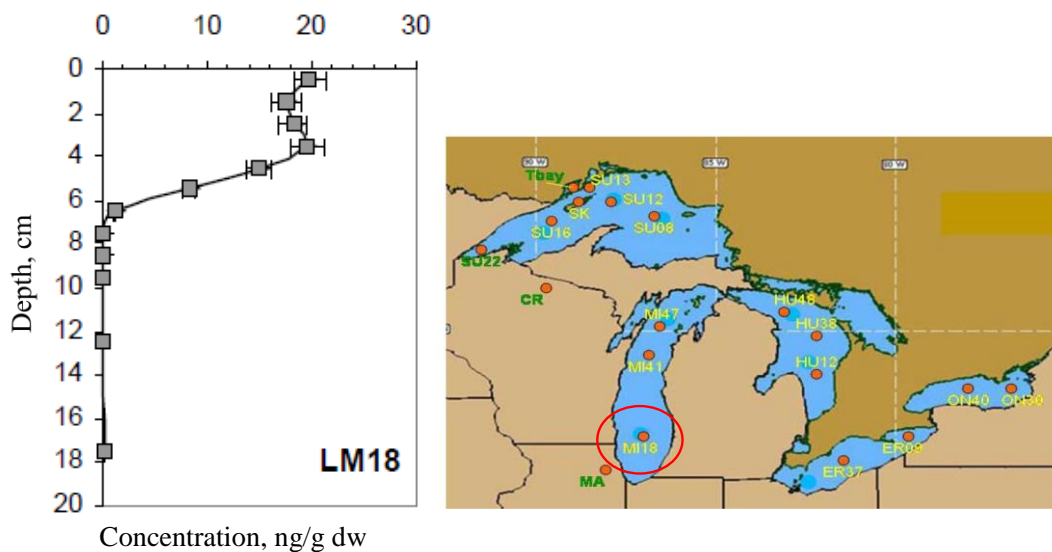 0 10 20 30
0
2
4
6
8
10
12
14
16
18
20
Depth, cm
LM18
Concentration, ng/g dw
90 W
85 W
80 W
Tbay
SU13
SK
SU12
SU16
SU08
SU22
CR
MI47
HU48
HU38
MI41
HU12
ON40 ON30
MI18
ER09
MA
ER37